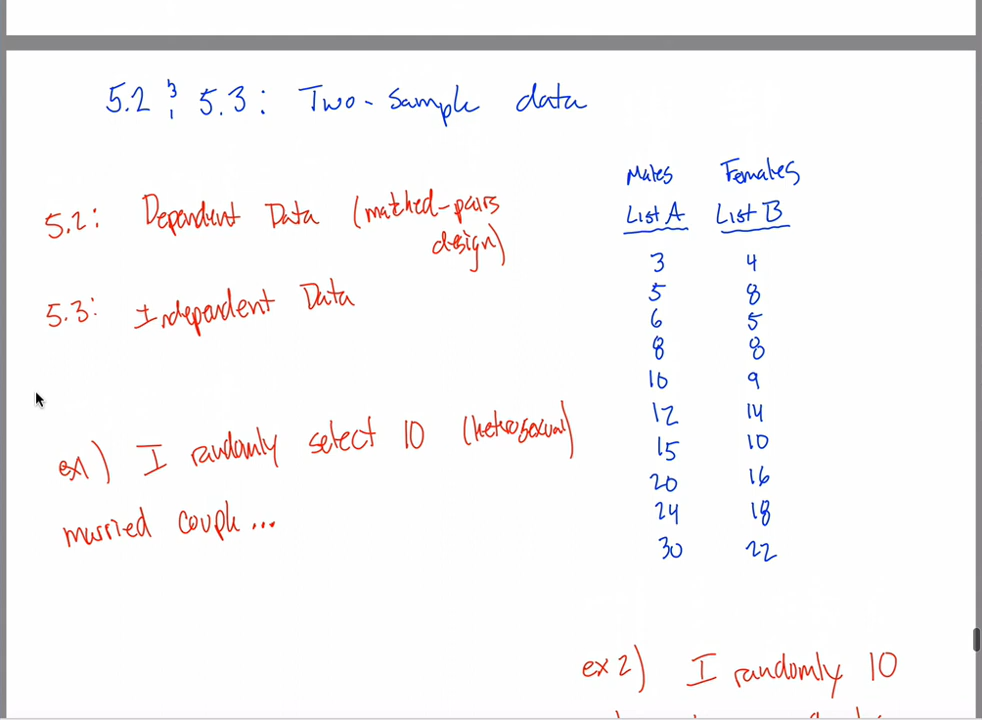 5.2 & 5.3: Two-Sample data
5.2: Dependent Data (matched-pairs
design)
5.3: Independent Data
ex1) I randomly select 10 (heterosexual)
married couple...
Males Females
List A List B
3 4
5 8
6 5
8 8
10 9
12 14
15 10
20 16
24 18
30 22
ex 2) I randomly 10